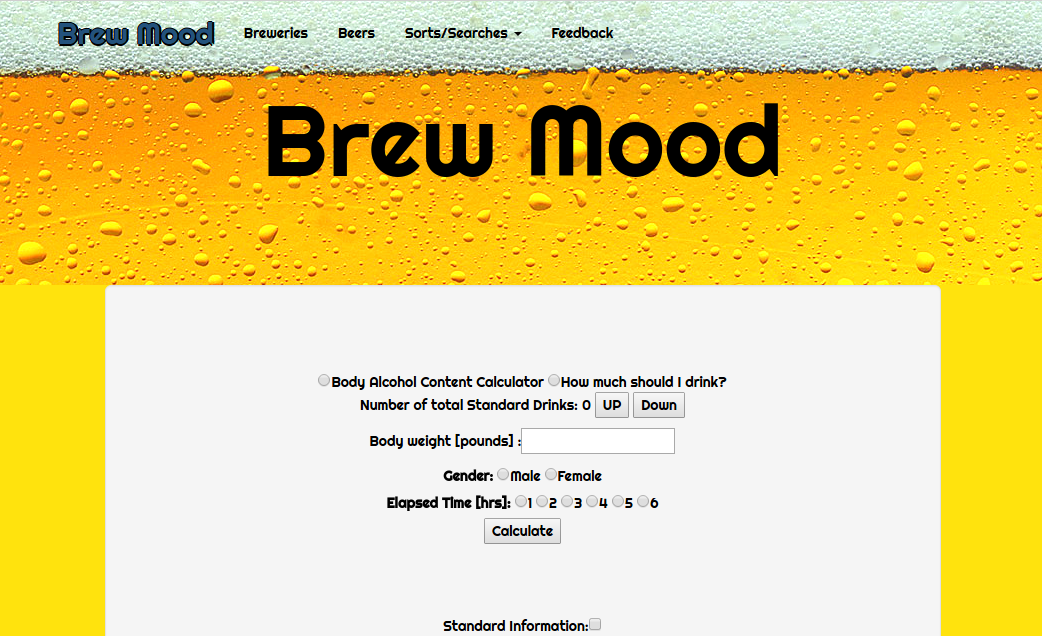 Brew Mood Breweries Beers Sorts/Searches Feedback
Brew Mood
Body Alcohol Content Calculator How much should I drink?
Number of total Standard Drinks: 0 UP Down
Body weight [pounds] :
Gender: Male Female
Elapsed Time [hrs]: 1 2 3 4 5 6
Calculate
Standard Information: